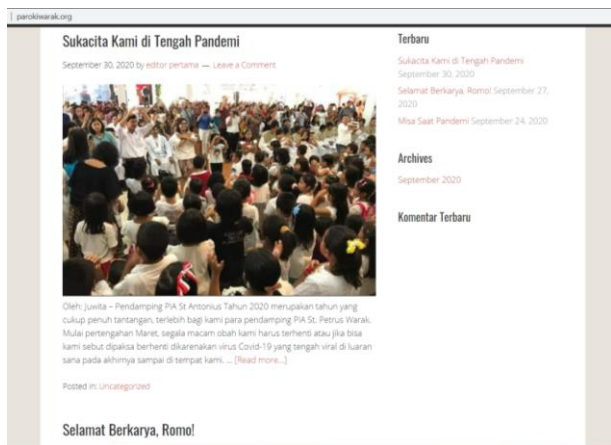 parokiwarak.org
Sukacita Kami di Tengah Pandemi
September 30, 2020 by editor pertama — Leave a Comment
Oleh: Juwita – Pendamping PIA St Antonius Tahun 2020 merupakan tahun yang
cukup penuh tantangan, terlebih bagi kami para pendamping PIA St. Petrus Warak.
Mulai pertengahan Maret, segala macam obah kami harus terhenti atau jika bisa
kami sebut dipaksa berhenti dikarenakan virus Covid-19 yang tengah viral di luaran
sana pada akhirnya sampai di tempat kami. ... [Read more...]
Posted in: Uncategorized
Selamat Berkarya, Romo!
Terbaru
Sukacita Kami di Tengah Pandemi
September 30, 2020
Selamat Berkarya, Romo! September 27,
2020
Misa Saat Pandemi September 24, 2020
Archives
September 2020
Komentar Terbaru